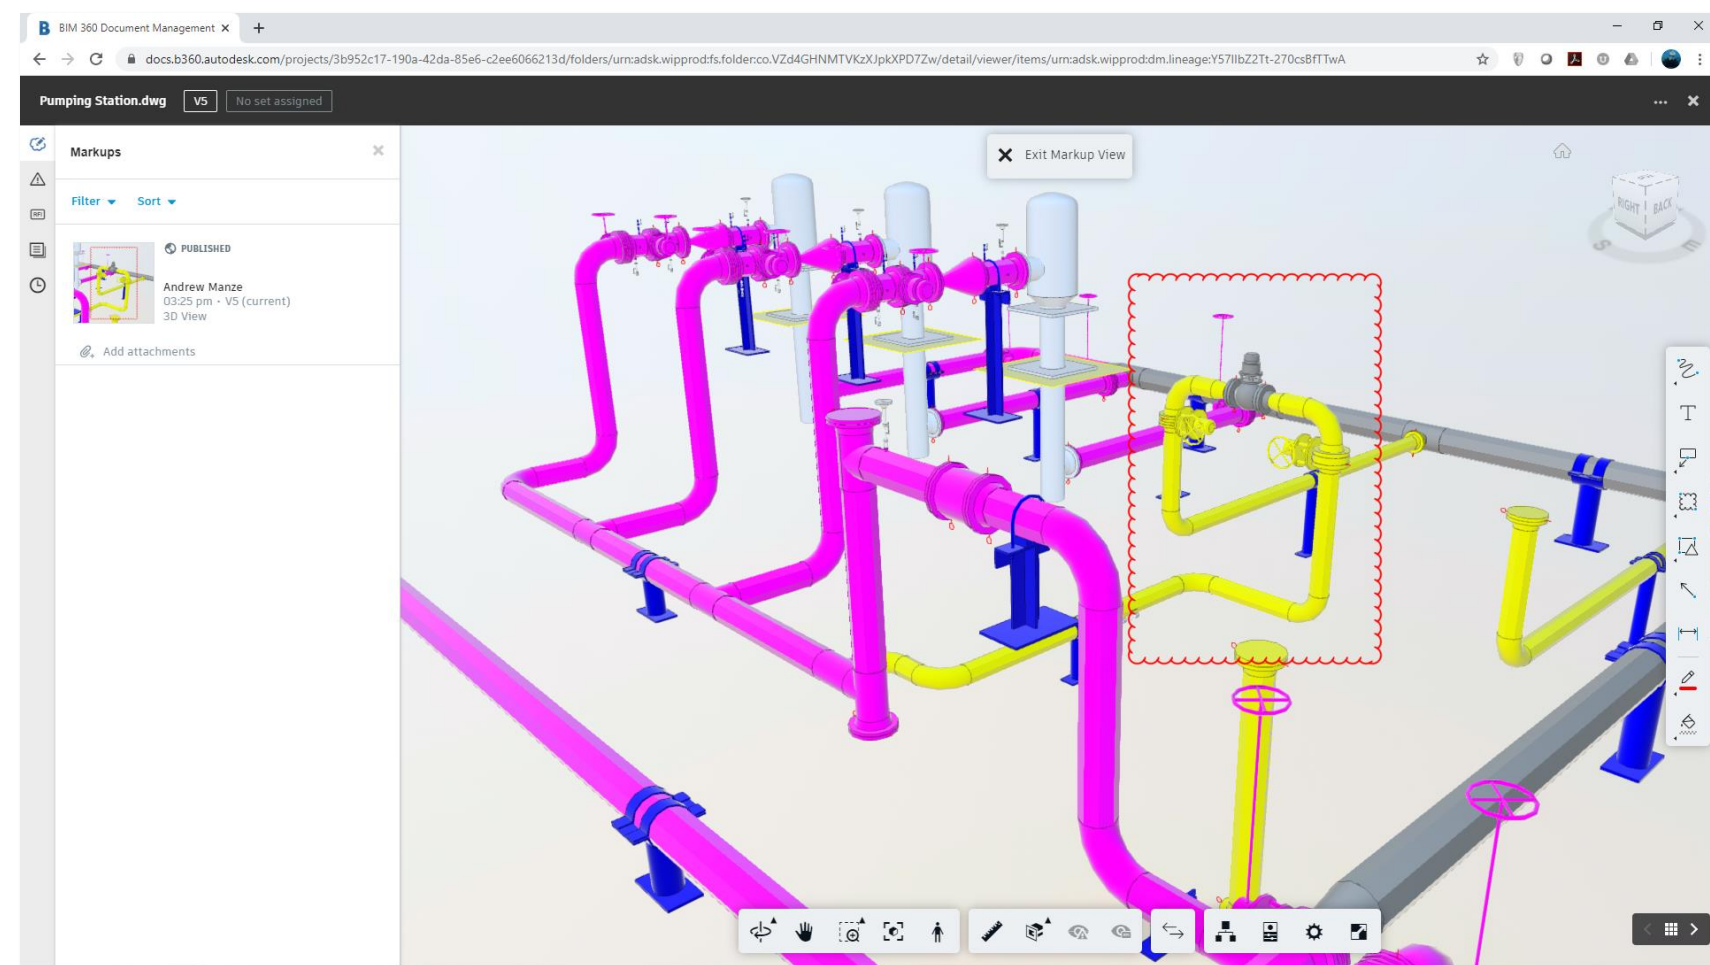 BIM 360 Document Management
docs.b360.autodesk.com/projects/3b952c17-190a-42da-85e6-c2ee6066213d/folders/urn:adsk.wipprod:fs.folder:co.VZd4GHNMTVKzXJpkXPD7Zw/detail/viewer/items/urn:adsk.wipprod:dm.lineage:Y57IIbZ2Tt-270csBfTTwA
Pumping Station.dwg V5 No set assigned
Markups
Exit Markup View
Filter Sort
RIGHT BACK
S E
RFI
PUBLISHED
Andrew Manze
03:25 pm • V5 (current)
3D View
Add attachments
T